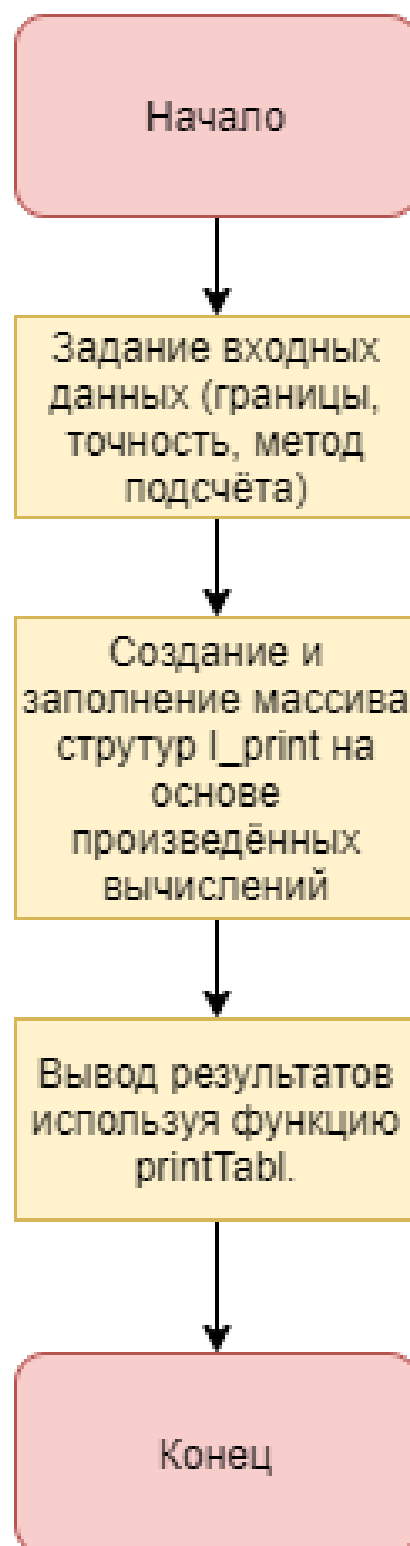 Начало
Задание входных
данных (границы,
точность, метод
подсчёта)
Создание и
заполнение массива
струтур I_print на
основе
произведённых
вычислений
Вывод результатов
используя функцию
printTabl.
Конец